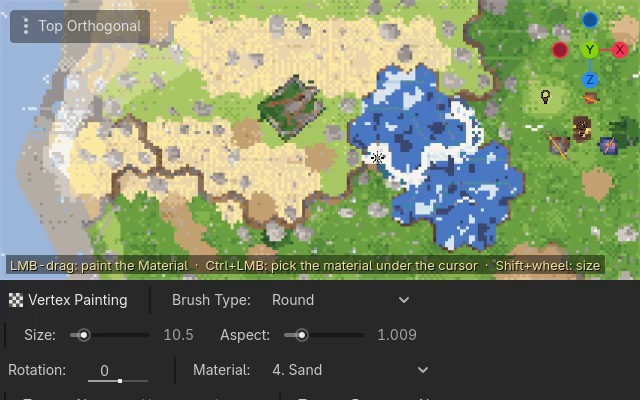 Top Orthogonal
Y
X
Z
LMB-drag: paint the Material · Ctrl+LMB: pick the material under the cursor · Shift+wheel: size
Vertex Painting
Brush Type: Round
Size: 10.5 Aspect: 1.009
Rotation: 0 Material: 4. Sand